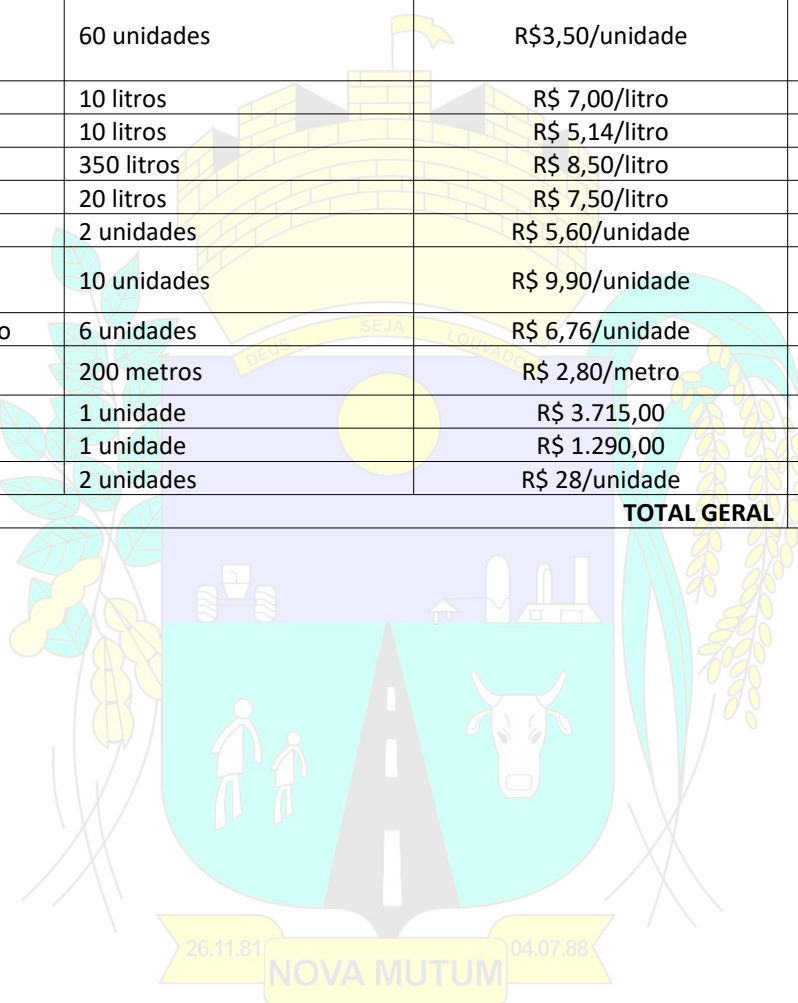 60 unidades R$3,50/unidade
10 litros R$ 7,00/litro
10 litros R$ 5,14/litro
350 litros R$ 8,50/litro
20 litros R$ 7,50/litro
2 unidades R$ 5,60/unidade
10 unidades R$ 9,90/unidade
o 6 unidades R$ 6,76/unidade
200 metros R$ 2,80/metro
1 unidade R$ 3.715,00
1 unidade R$ 1.290,00
2 unidades R$ 28/unidade
TOTAL GERAL
DEUS SEJA LOUVADO
26.11.81 NOVA MUTUM 04.07.88